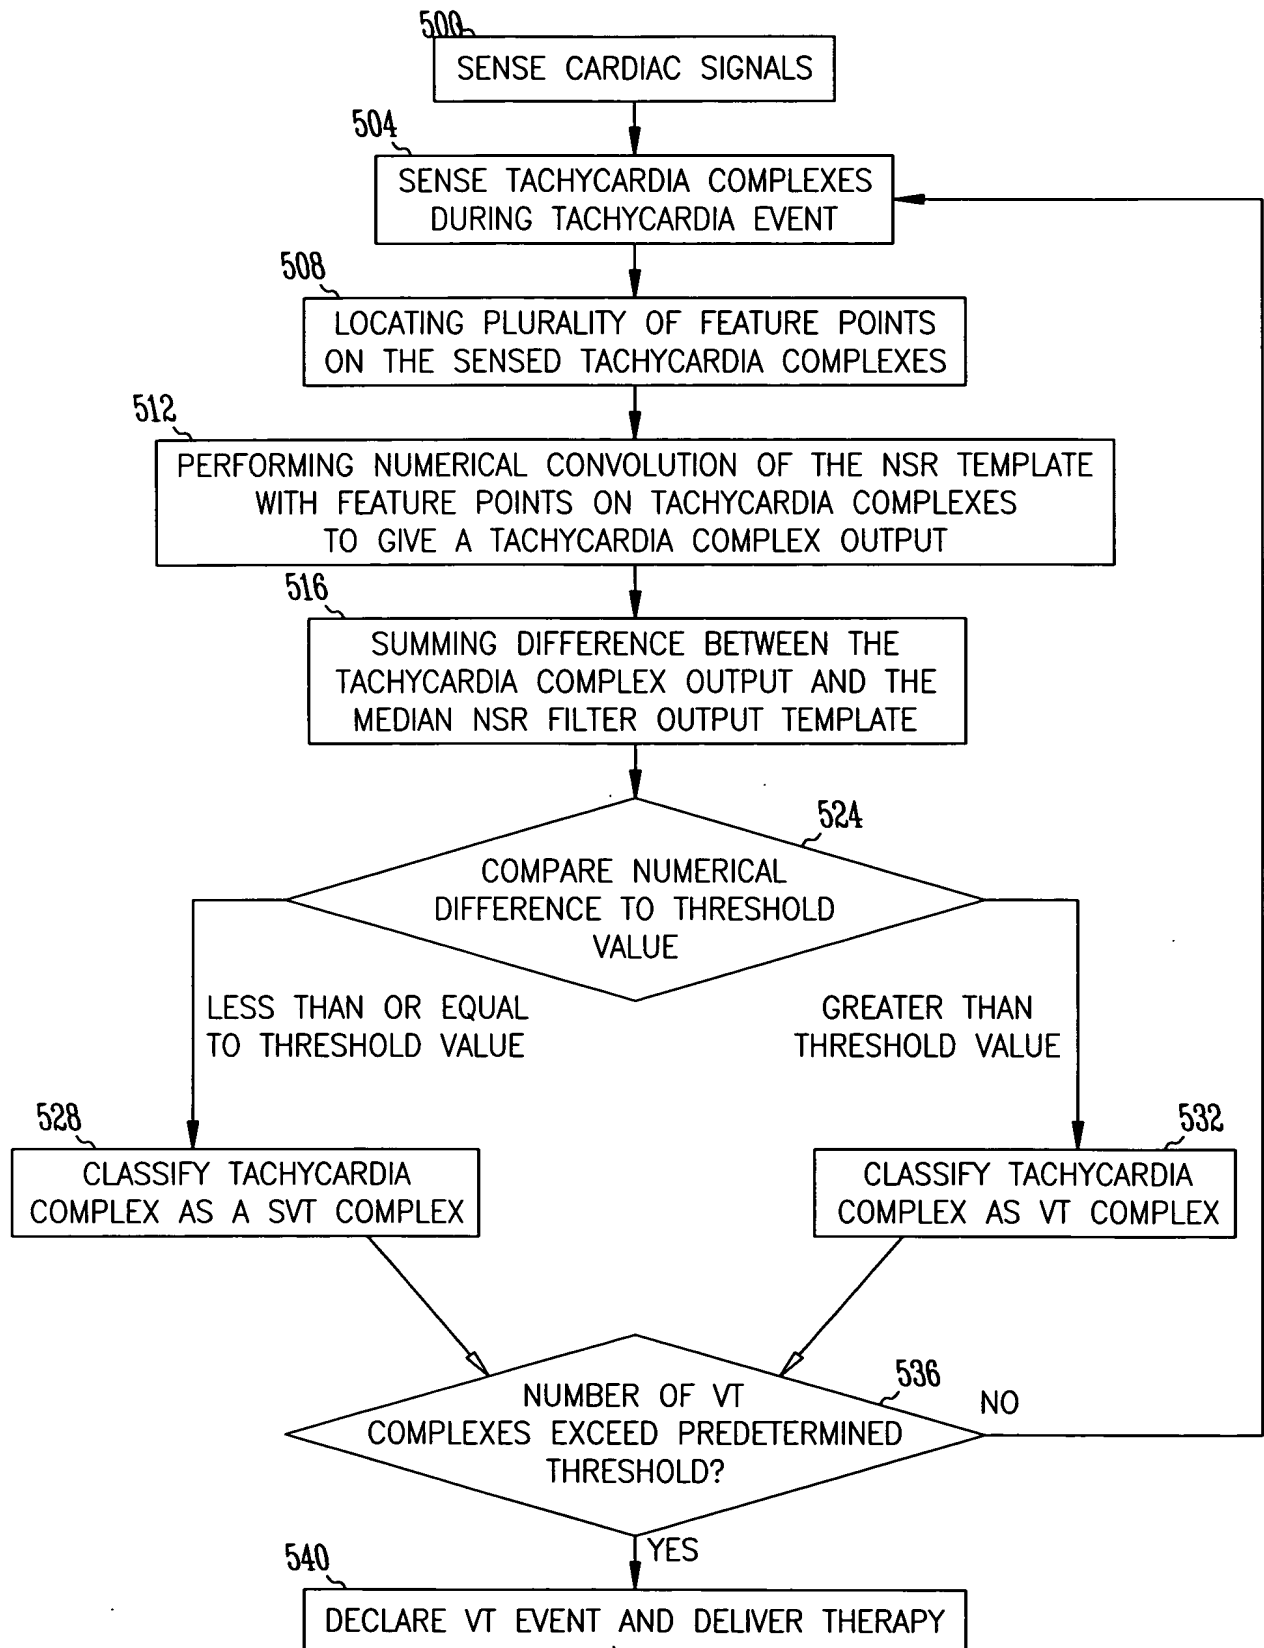 500
SENSE CARDIAC SIGNALS
504
SENSE TACHYCARDIA COMPLEXES
DURING TACHYCARDIA EVENT
508
LOCATING PLURALITY OF FEATURE POINTS
ON THE SENSED TACHYCARDIA COMPLEXES
512
PERFORMING NUMERICAL CONVOLUTION OF THE NSR TEMPLATE
WITH FEATURE POINTS ON TACHYCARDIA COMPLEXES
TO GIVE A TACHYCARDIA COMPLEX OUTPUT
516
SUMMING DIFFERENCE BETWEEN THE
TACHYCARDIA COMPLEX OUTPUT AND THE
MEDIAN NSR FILTER OUTPUT TEMPLATE
524
COMPARE NUMERICAL
DIFFERENCE TO THRESHOLD
VALUE
LESS THAN OR EQUAL
TO THRESHOLD VALUE
GREATER THAN
THRESHOLD VALUE
528
CLASSIFY TACHYCARDIA
COMPLEX AS A SVT COMPLEX
532
CLASSIFY TACHYCARDIA
COMPLEX AS VT COMPLEX
536
NUMBER OF VT
COMPLEXES EXCEED PREDETERMINED
THRESHOLD?
NO
YES
540
DECLARE VT EVENT AND DELIVER THERAPY